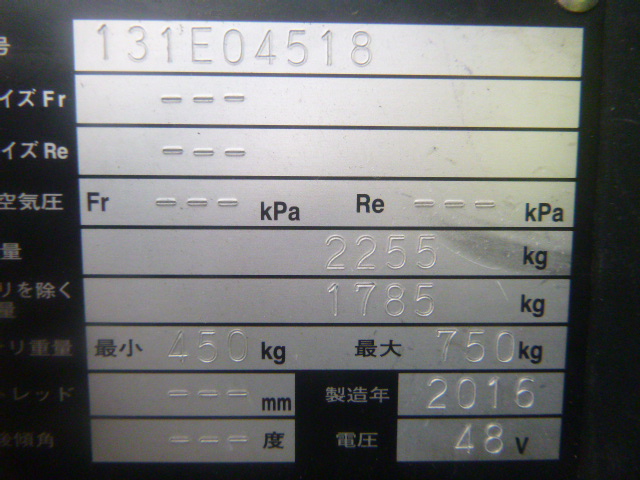 号 131E04518
イズ Fr ---
イズ Re ---
空気圧 Fr --- kPa Re --- kPa
量 2255 kg
リを除く
量 1785 kg
リ重量 最小 450 kg 最大 750 kg
トレッド --- mm 製造年 2016
後傾角 --- 度 電圧 48 V